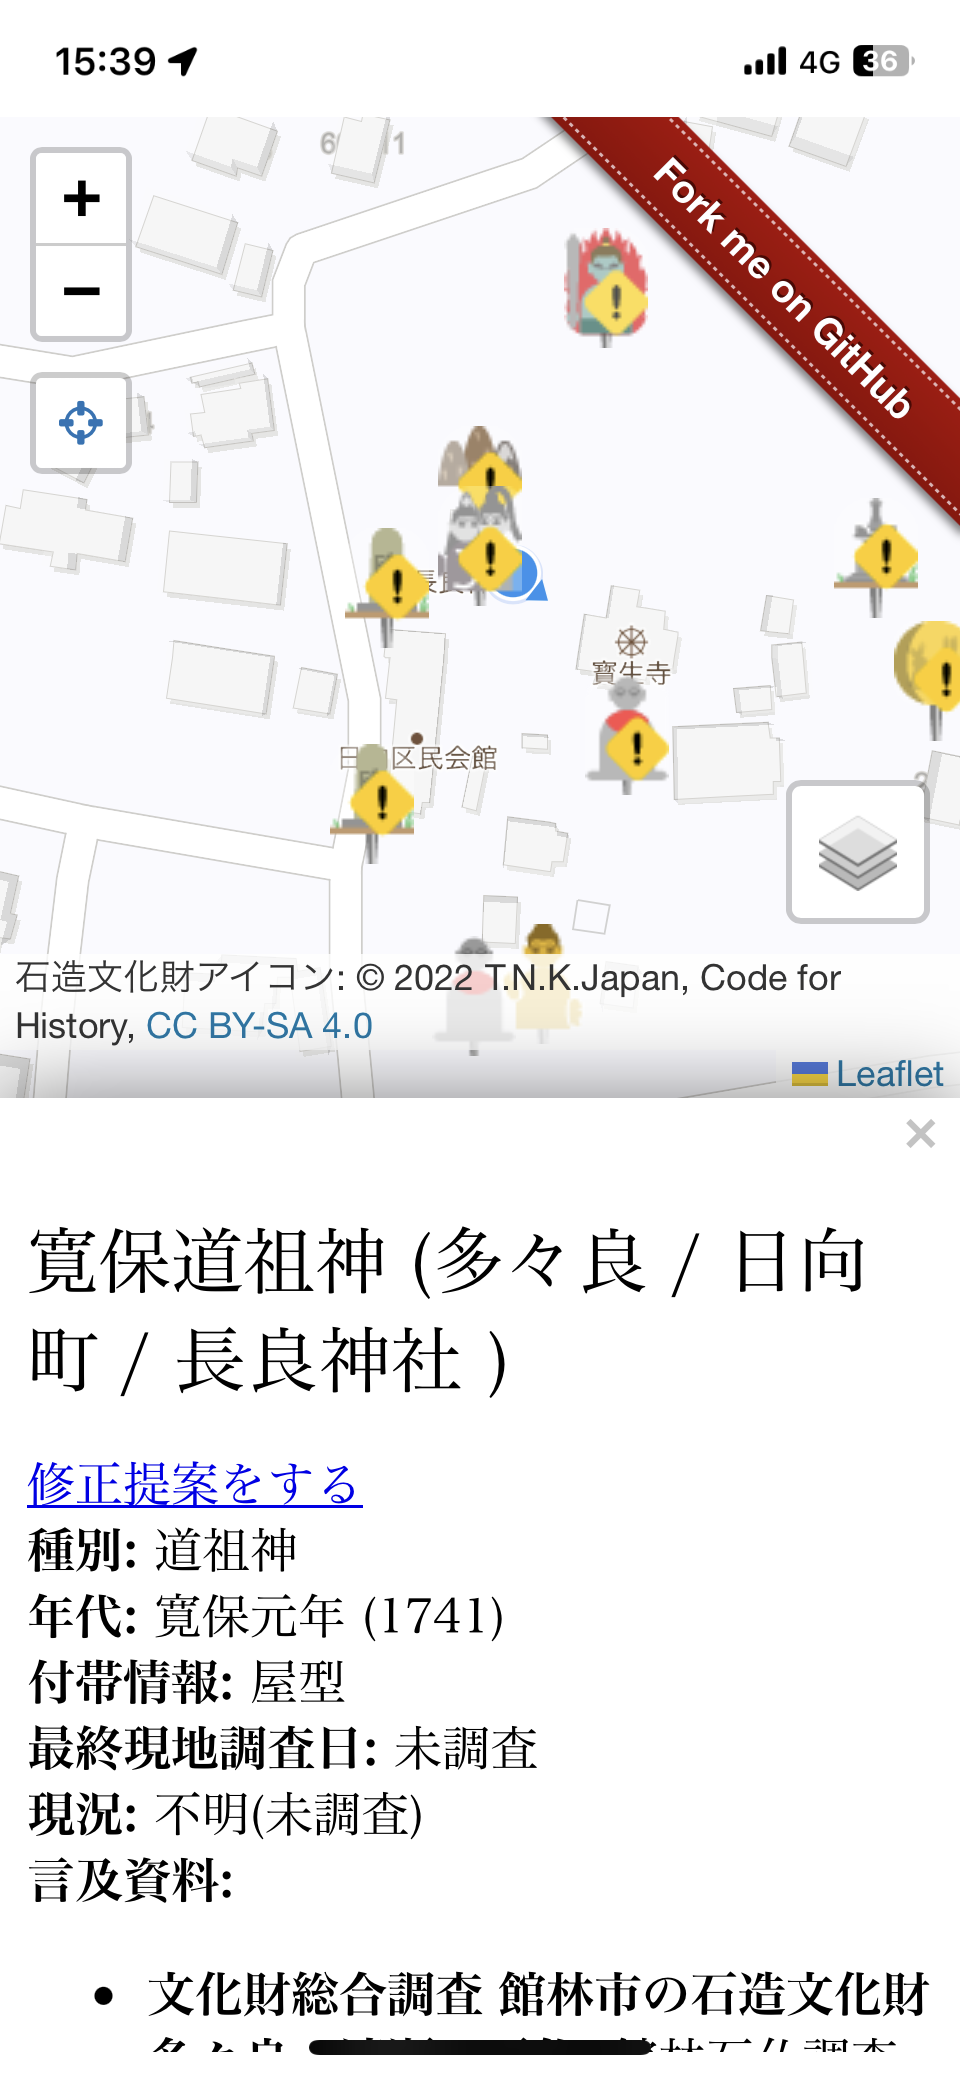 15:39
4G 36
+
−
Fork me on GitHub
寶生寺
区民会館
石造文化財アイコン: © 2022 T.N.K.Japan, Code for
History, CC BY-SA 4.0
Leaflet
×
寛保道祖神 (多々良 / 日向
町 / 長良神社 )
修正提案をする
種別: 道祖神
年代: 寛保元年 (1741)
付帯情報: 屋型
最終現地調査日: 未調査
現況: 不明(未調査)
言及資料:
• 文化財総合調査 館林市の石造文化財